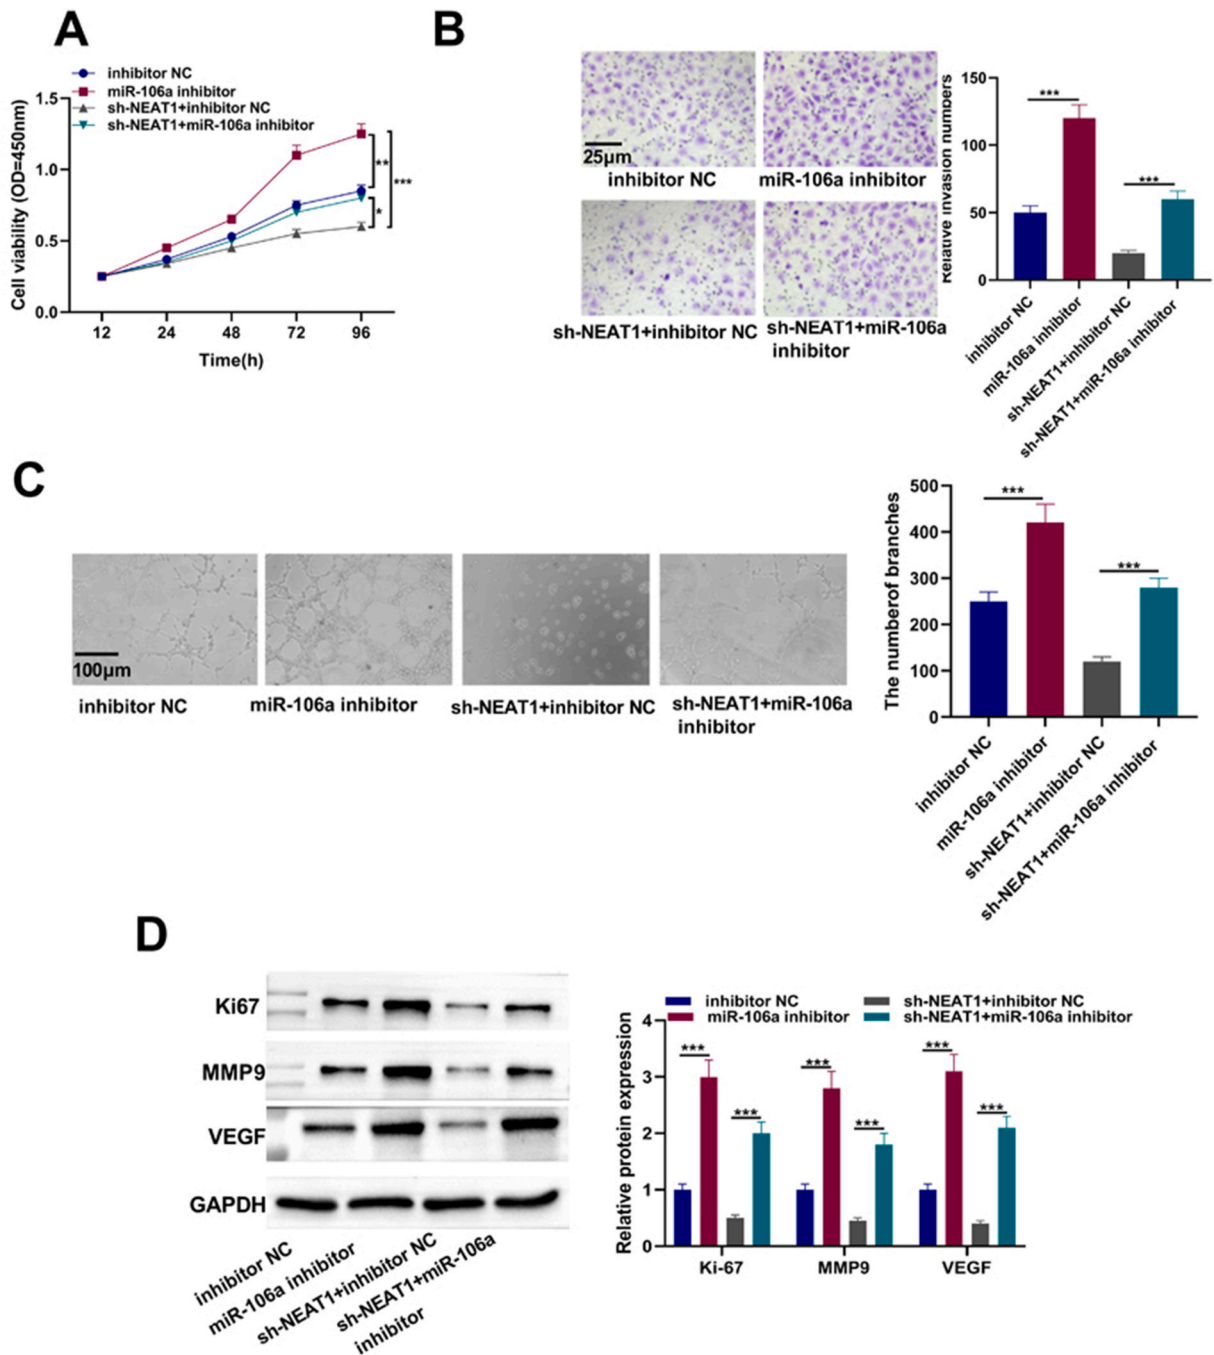 A
inhibitor NC
miR-106a inhibitor
sh-NEAT1+inhibitor NC
sh-NEAT1+miR-106a inhibitor
Cell viability (OD=450nm)
1.5
1.0
0.5
0.0
**
***
*
12 24 48 72 96
Time(h)
B
25μm
inhibitor NC
miR-106a inhibitor
sh-NEAT1+inhibitor NC
sh-NEAT1+miR-106a
inhibitor
Relative invasion numbers
150
100
50
0
***
***
inhibitor NC
miR-106a inhibitor
sh-NEAT1+inhibitor NC
sh-NEAT1+miR-106a inhibitor
C
100μm
inhibitor NC
miR-106a inhibitor
sh-NEAT1+inhibitor NC
sh-NEAT1+miR-106a
inhibitor
The numberof branches
500
400
300
200
100
0
***
***
inhibitor NC
miR-106a inhibitor
sh-NEAT1+inhibitor NC
sh-NEAT1+miR-106a inhibitor
D
Ki67
MMP9
VEGF
GAPDH
inhibitor NC
miR-106a inhibitor
sh-NEAT1+inhibitor NC
sh-NEAT1+miR-106a
inhibitor
inhibitor NC
miR-106a inhibitor
sh-NEAT1+inhibitor NC
sh-NEAT1+miR-106a inhibitor
Relative protein expression
4
3
2
1
0
***
***
***
***
***
***
Ki-67 MMP9 VEGF